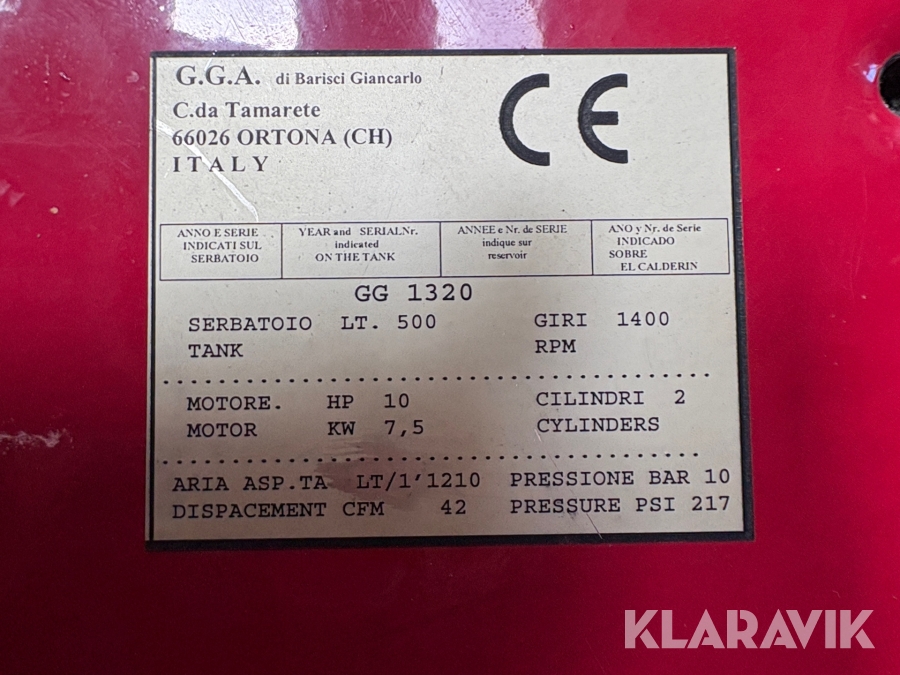 G.G.A. di Barisci Giancarlo
C.da Tamarete
66026 ORTONA (CH)
ITALY
CE
ANNO E SERIE
INDICATI SUL
SERBATOIO
YEAR and SERIALNr.
indicated
ON THE TANK
ANNEE e Nr. de SERIE
indique sur
reservoir
ANO y Nr. de Serie
INDICADO
SOBRE
EL CALDERIN
GG 1320
SERBATOIO LT. 500 GIRI 1400
TANK RPM
MOTORE. HP 10 CILINDRI 2
MOTOR KW 7,5 CYLINDERS
ARIA ASP.TA LT/1'1210 PRESSIONE BAR 10
DISPACEMENT CFM 42 PRESSURE PSI 217
KLARAVIK